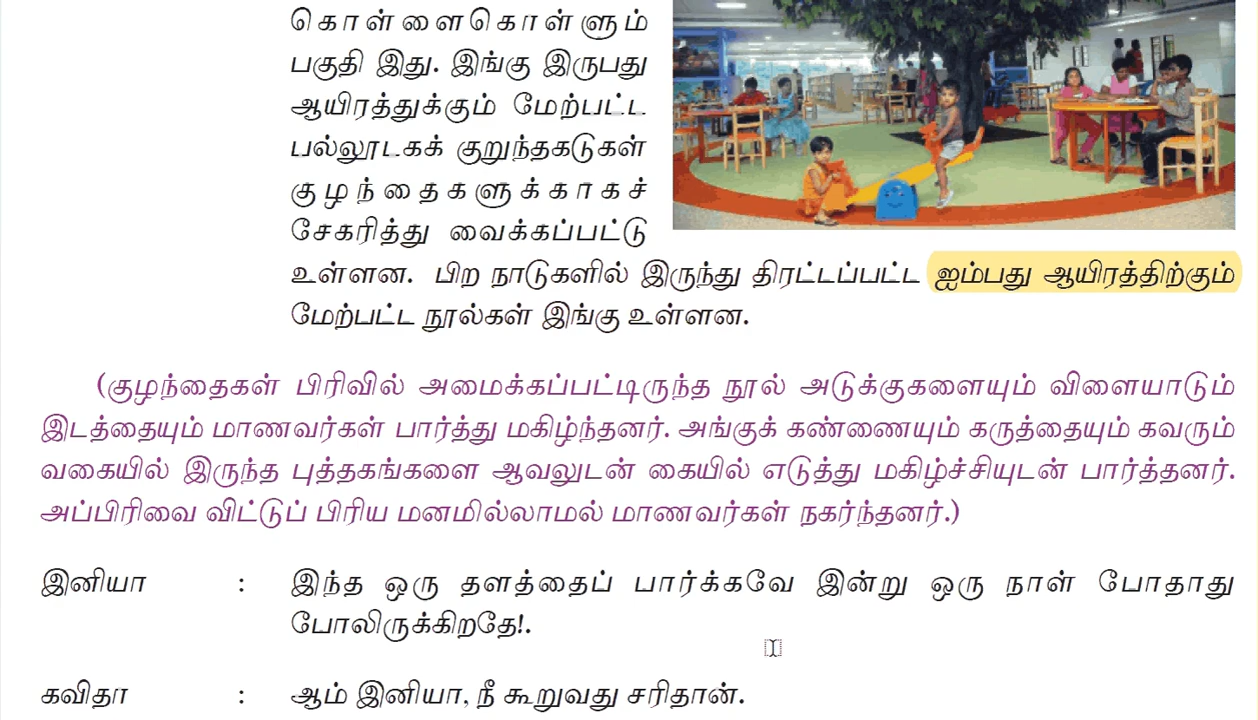 கொள்ளைகொள்ளும்
பகுதி இது. இங்கு இருபது
ஆயிரத்துக்கும் மேற்பட்ட
பல்லூடகக் குறுந்தகடுகள்
குழந்தைகளுக்காகச்
சேகரித்து வைக்கப்பட்டு
உள்ளன. பிற நாடுகளில் இருந்து திரட்டப்பட்ட ஐம்பது ஆயிரத்திற்கும்
மேற்பட்ட நூல்கள் இங்கு உள்ளன.
(குழந்தைகள் பிரிவில் அமைக்கப்பட்டிருந்த நூல் அடுக்குகளையும் விளையாடும்
இடத்தையும் மாணவர்கள் பார்த்து மகிழ்ந்தனர். அங்குக் கண்ணையும் கருத்தையும் கவரும்
வகையில் இருந்த புத்தகங்களை ஆவலுடன் கையில் எடுத்து மகிழ்ச்சியுடன் பார்த்தனர்.
அப்பிரிவை விட்டுப் பிரிய மனமில்லாமல் மாணவர்கள் நகர்ந்தனர்.)
இனியா : இந்த ஒரு தளத்தைப் பார்க்கவே இன்று ஒரு நாள் போதாது
போலிருக்கிறதே!.
கவிதா : ஆம் இனியா, நீ கூறுவது சரிதான்.